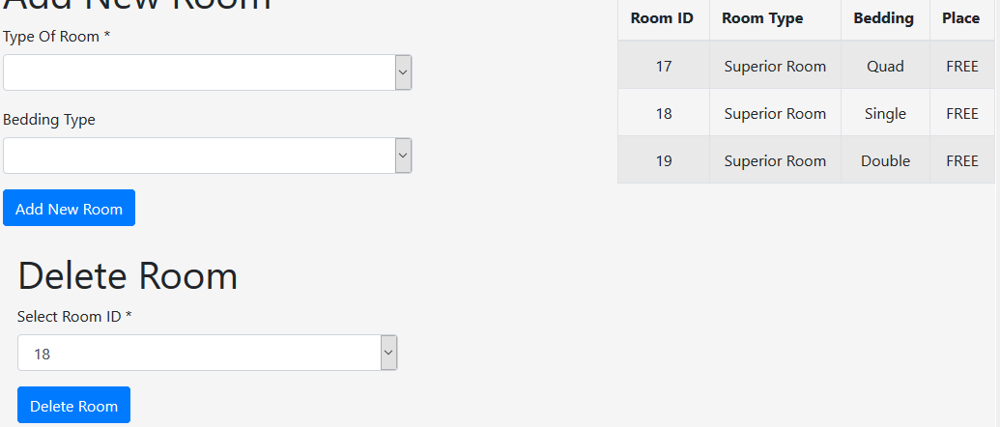 Add New Room
Type Of Room *
Bedding Type
Add New Room
Delete Room
Select Room ID *
18
Delete Room
Room ID Room Type Bedding Place
17 Superior Room Quad FREE
18 Superior Room Single FREE
19 Superior Room Double FREE